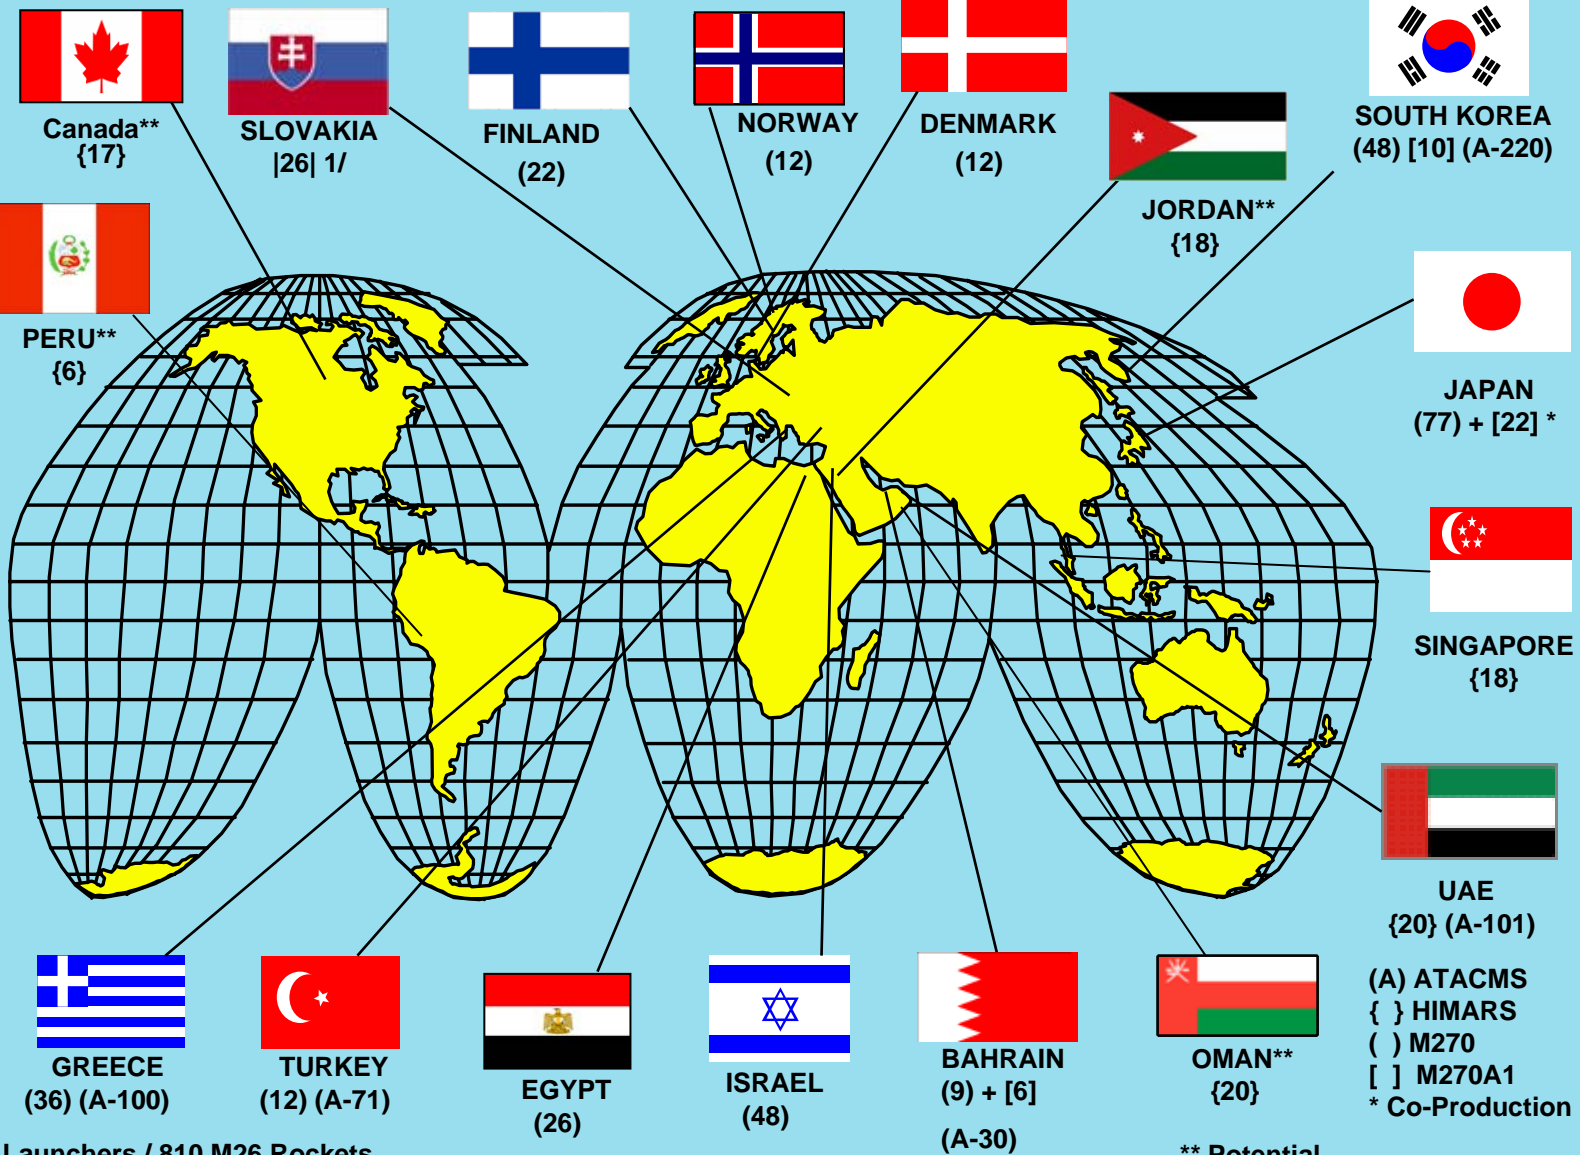 Canada**
{17}
SLOVAKIA
|26| 1/
FINLAND
(22)
NORWAY
(12)
DENMARK
(12)
JORDAN**
{18}
SOUTH KOREA
(48) [10] (A-220)
PERU**
{6}
JAPAN
(77) + [22] *
SINGAPORE
{18}
UAE
{20} (A-101)
GREECE
(36) (A-100)
TURKEY
(12) (A-71)
EGYPT
(26)
ISRAEL
(48)
BAHRAIN
(9) + [6]
(A-30)
OMAN**
{20}
(A) ATACMS
{ } HIMARS
( ) M270
[ ] M270A1
* Co-Production
Launchers / 810 M26 Rockets
** Potential